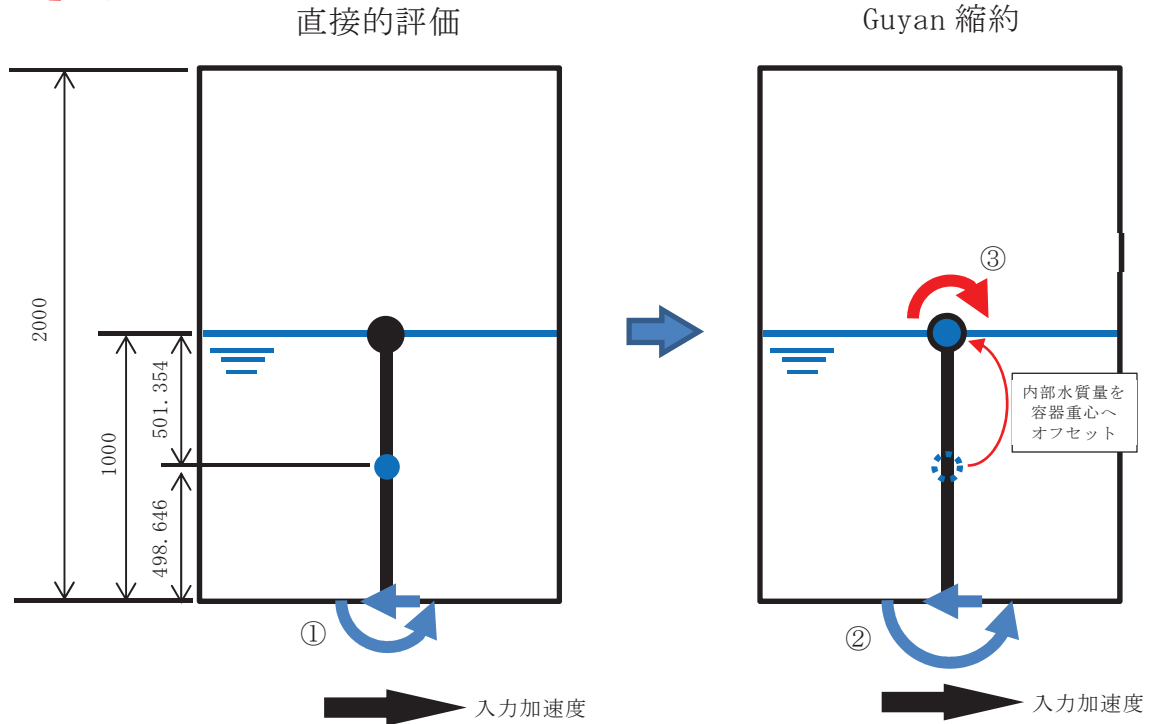 直接的評価
Guyan 縮約
2000
1000
501.354
498.646
①
入力加速度
③
内部水質量を
容器重心へ
オフセット
②
入力加速度